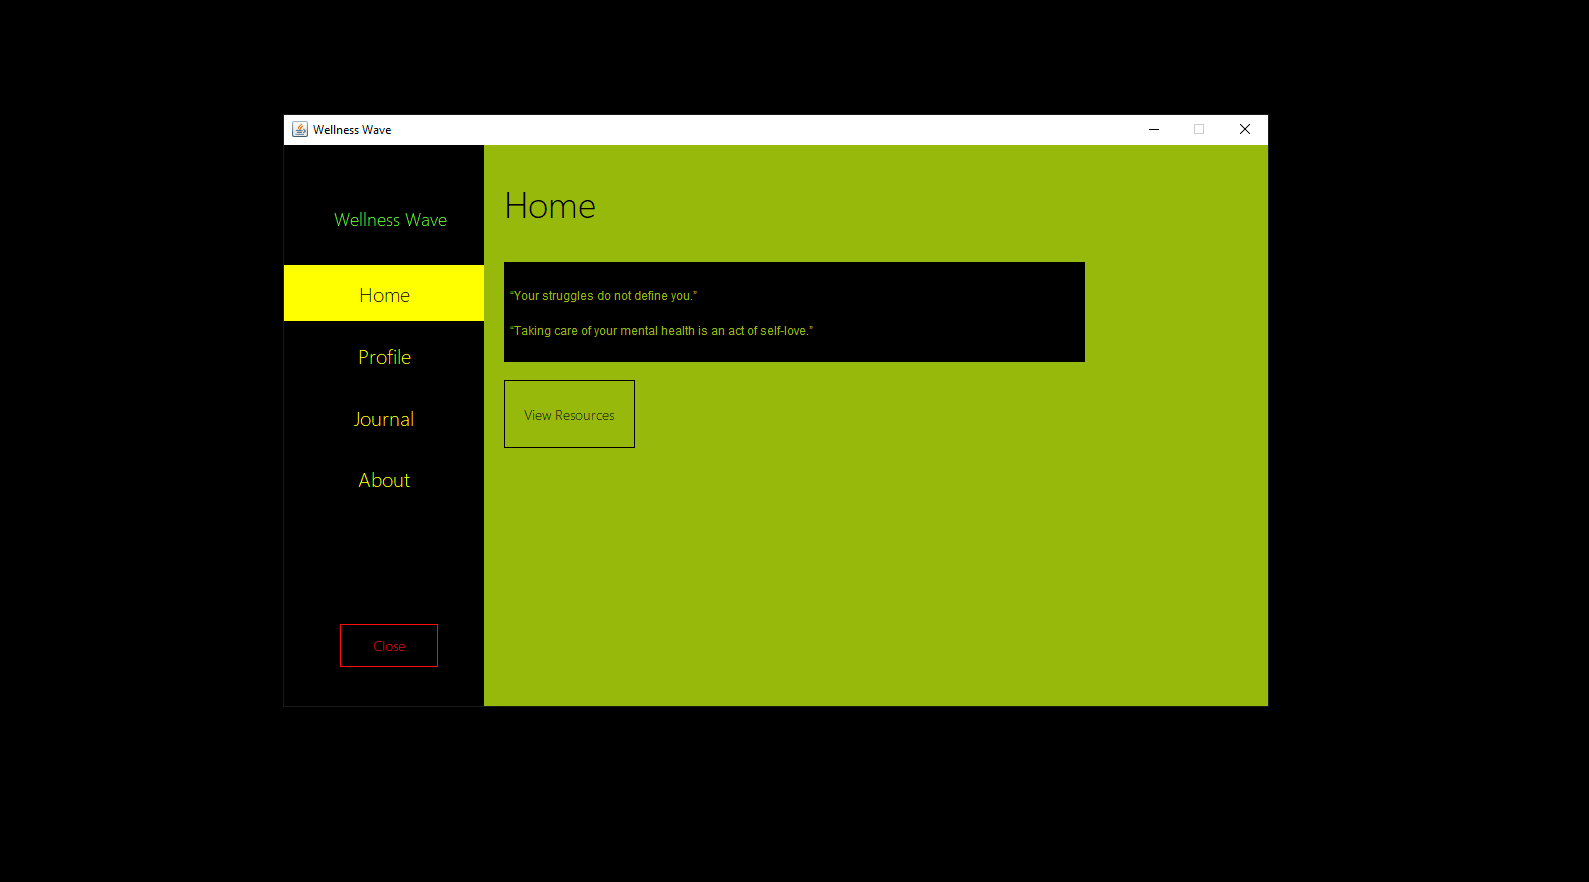 Wellness Wave
Wellness Wave
Home
Profile
Journal
About
Close
Home
“Your struggles do not define you.”
“Taking care of your mental health is an act of self-love.”
View Resources